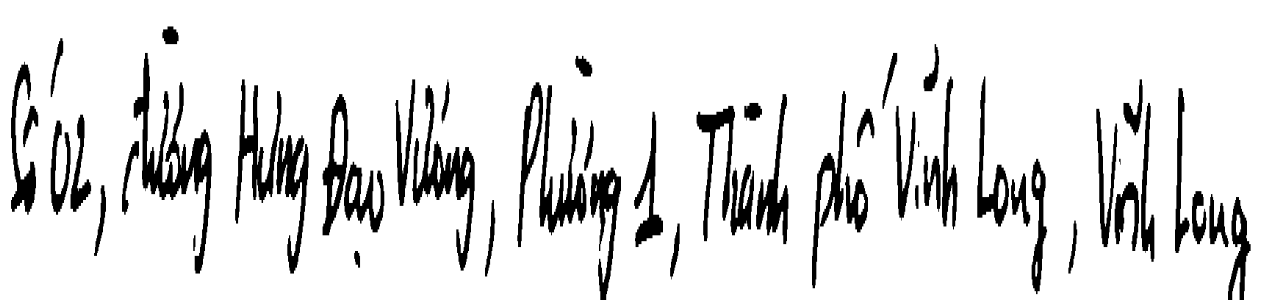 Số 02, đường Hưng Đạo Vương, Phường 1, Thành phố Vĩnh Long, Vĩnh Long